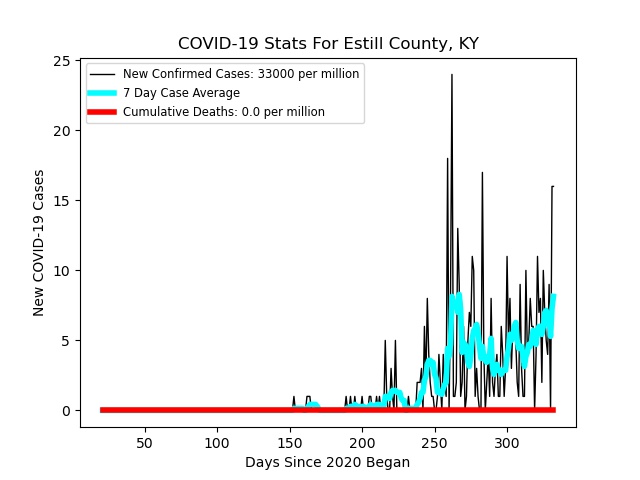 COVID-19 Stats For Estill County, KY
New Confirmed Cases: 33000 per million
7 Day Case Average
Cumulative Deaths: 0.0 per million
New COVID-19 Cases
25
20
15
10
5
0
50
100
150
200
250
300
Days Since 2020 Began